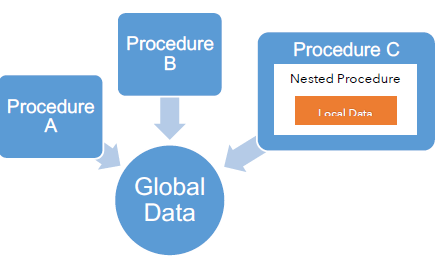 Procedure
A
Procedure
B
Procedure C
Nested Procedure
Local Data
Global
Data